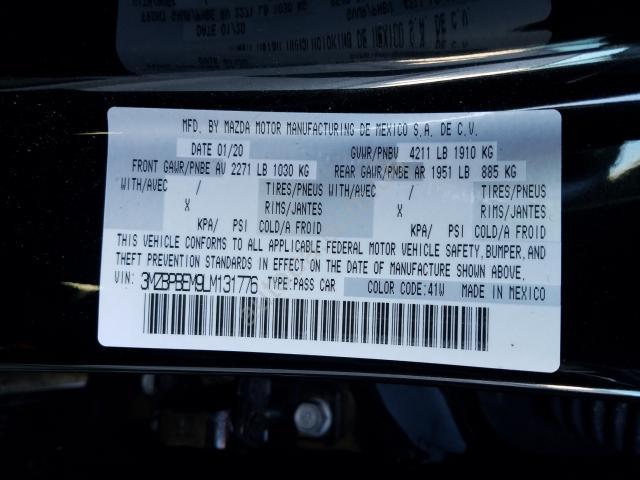 MFD. BY MAZDA MOTOR MANUFACTURING DE MEXICO S.A. DE C.V.
DATE 01/20 GVWR/PNBV 4211 LB 1910 KG
FRONT GAWR/PNBE AV 2271 LB 1030 KG REAR GAWR/PNBE AR 1951 LB 885 KG
WITH/AVEC / TIRES/PNEUS WITH/AVEC / TIRES/PNEUS
X RIMS/JANTES X RIMS/JANTES
KPA/ PSI COLD/A FROID KPA/ PSI COLD/A FROID
THIS VEHICLE CONFORMS TO ALL APPLICABLE FEDERAL MOTOR VEHICLE SAFETY, BUMPER, AND
THEFT PREVENTION STANDARDS IN EFFECT ON THE DATE OF MANUFACTURE SHOWN ABOVE.
VIN: 3MZBPBEM9LM131776 TYPE:PASS CAR COLOR CODE:41W MADE IN MEXICO